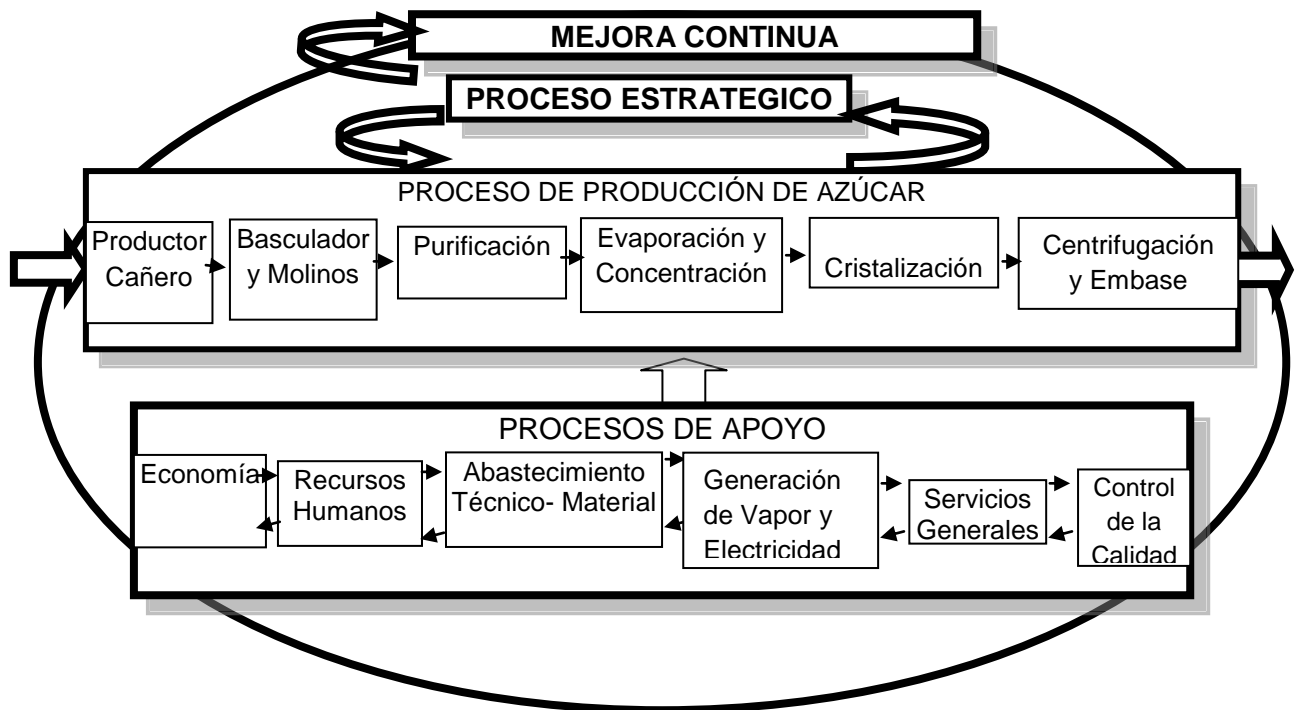 MEJORA CONTINUA
PROCESO ESTRATEGICO
PROCESO DE PRODUCCIÓN DE AZÚCAR
Productor
Cañero
Basculador
y Molinos
Purificación
Evaporación y
Concentración
Cristalización
Centrifugación
y Embase
PROCESOS DE APOYO
Economía
Recursos
Humanos
Abastecimiento
Técnico- Material
Generación
de Vapor y
Electricidad
Servicios
Generales
Control
de la
Calidad